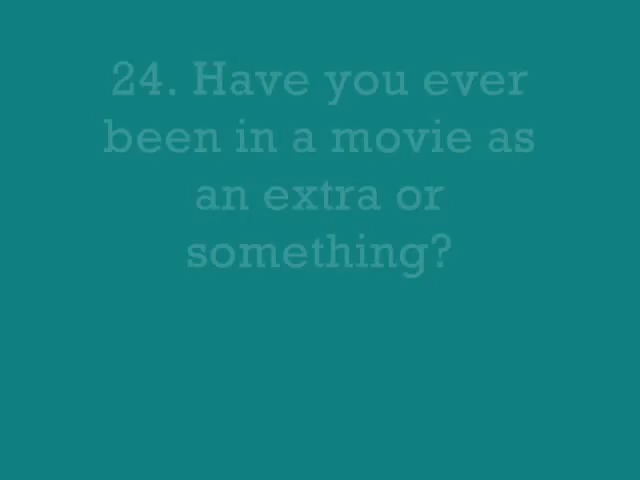 24. Have you ever
been in a movie as
an extra or
something?